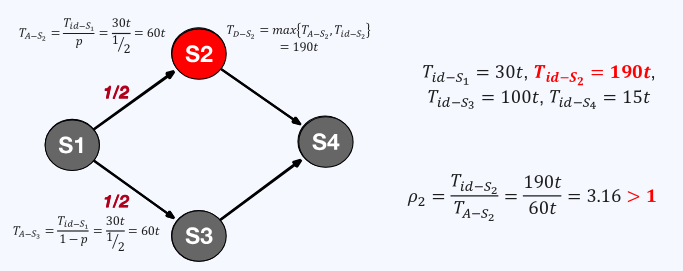 T_{A-S_2} = \frac{T_{id-S_1}}{p} = \frac{30t}{1/2} = 60t
T_{D-S_2} = max{T_{A-S_2}, T_{id-S_2}}
= 190t
S2
1/2
T_{id-S_1} = 30t, T_{id-S_2} = 190t,
T_{id-S_3} = 100t, T_{id-S_4} = 15t
S1
S4
ρ_2 = \frac{T_{id-S_2}}{T_{A-S_2}} = \frac{190t}{60t} = 3.16 > 1
1/2
T_{A-S_3} = \frac{T_{id-S_1}}{1-p} = \frac{30t}{1/2} = 60t
S3